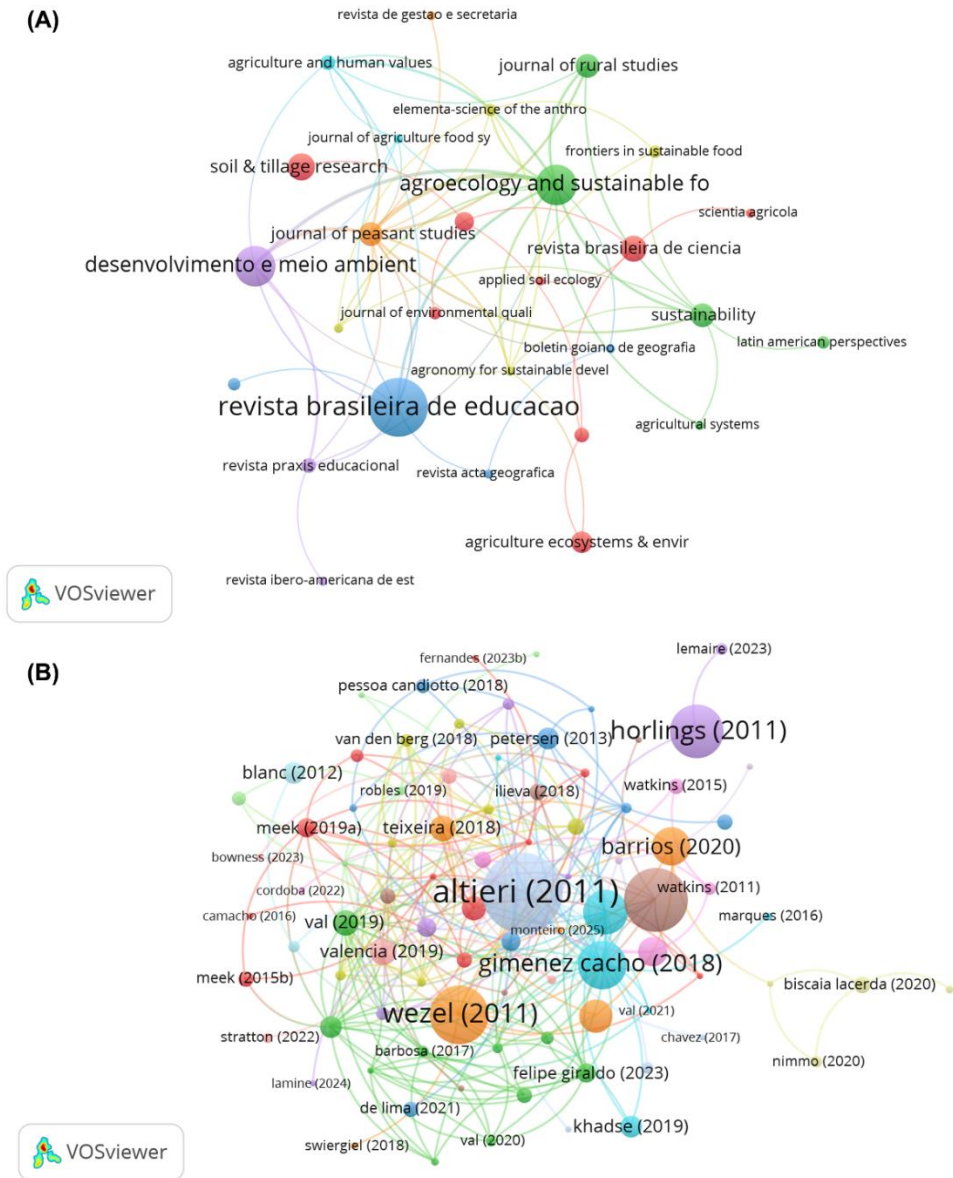 (A)
revista de gestao e secretaria
agriculture and human values
journal of rural studies
elementa-science of the anthro
journal of agriculture food sy
frontiers in sustainable food
soil & tillage research
agroecology and sustainable fo
scientia agricola
journal of peasant studies
revista brasileira de ciencia
desenvolvimento e meio ambient
applied soil ecology
journal of environmental quali
sustainability
boletin goiano de geografia
latin american perspectives
agronomy for sustainable devel
revista brasileira de educacao
agricultural systems
revista praxis educacional
revista acta geografica
agriculture ecosystems & envir
revista ibero-americana de est
VOSviewer
(B)
lemaire (2023)
fernandes (2023b)
pessoa candiotto (2018)
horlings (2011)
van den berg (2018)
petersen (2013)
blanc (2012)
robles (2019)
ilieva (2018)
watkins (2015)
meek (2019a)
teixeira (2018)
barrios (2020)
bowness (2023)
altieri (2011)
cordoba (2022)
watkins (2011)
camacho (2016)
val (2019)
marques (2016)
monteiro (2025)
valencia (2019)
gimenez cacho (2018)
meek (2015b)
biscaia lacerda (2020)
wezel (2011)
val (2021)
stratton (2022)
chavez (2017)
barbosa (2017)
nimmo (2020)
felipe giraldo (2023)
lamine (2024)
de lima (2021)
khadse (2019)
val (2020)
swiergiel (2018)
VOSviewer